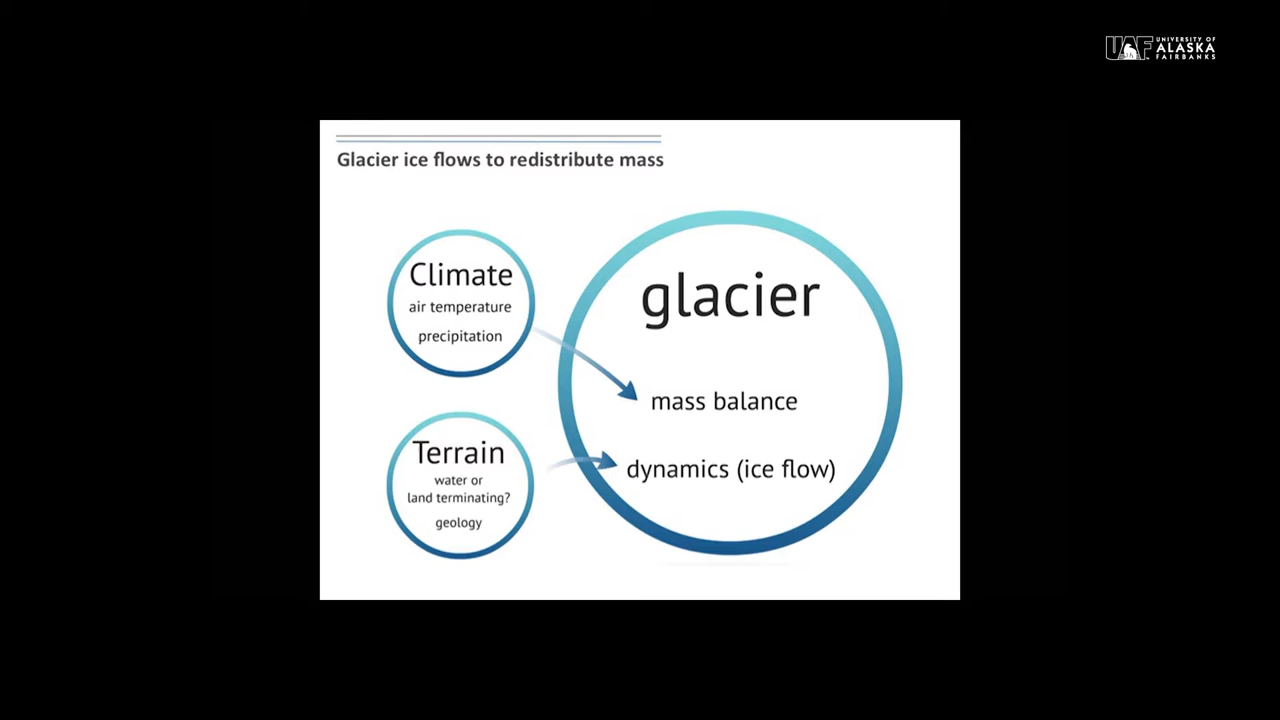 UAF
UNIVERSITY OF
ALASKA
FAIRBANKS
Glacier ice flows to redistribute mass
Climate
air temperature
precipitation
Terrain
water or
land terminating?
geology
glacier
mass balance
dynamics (ice flow)